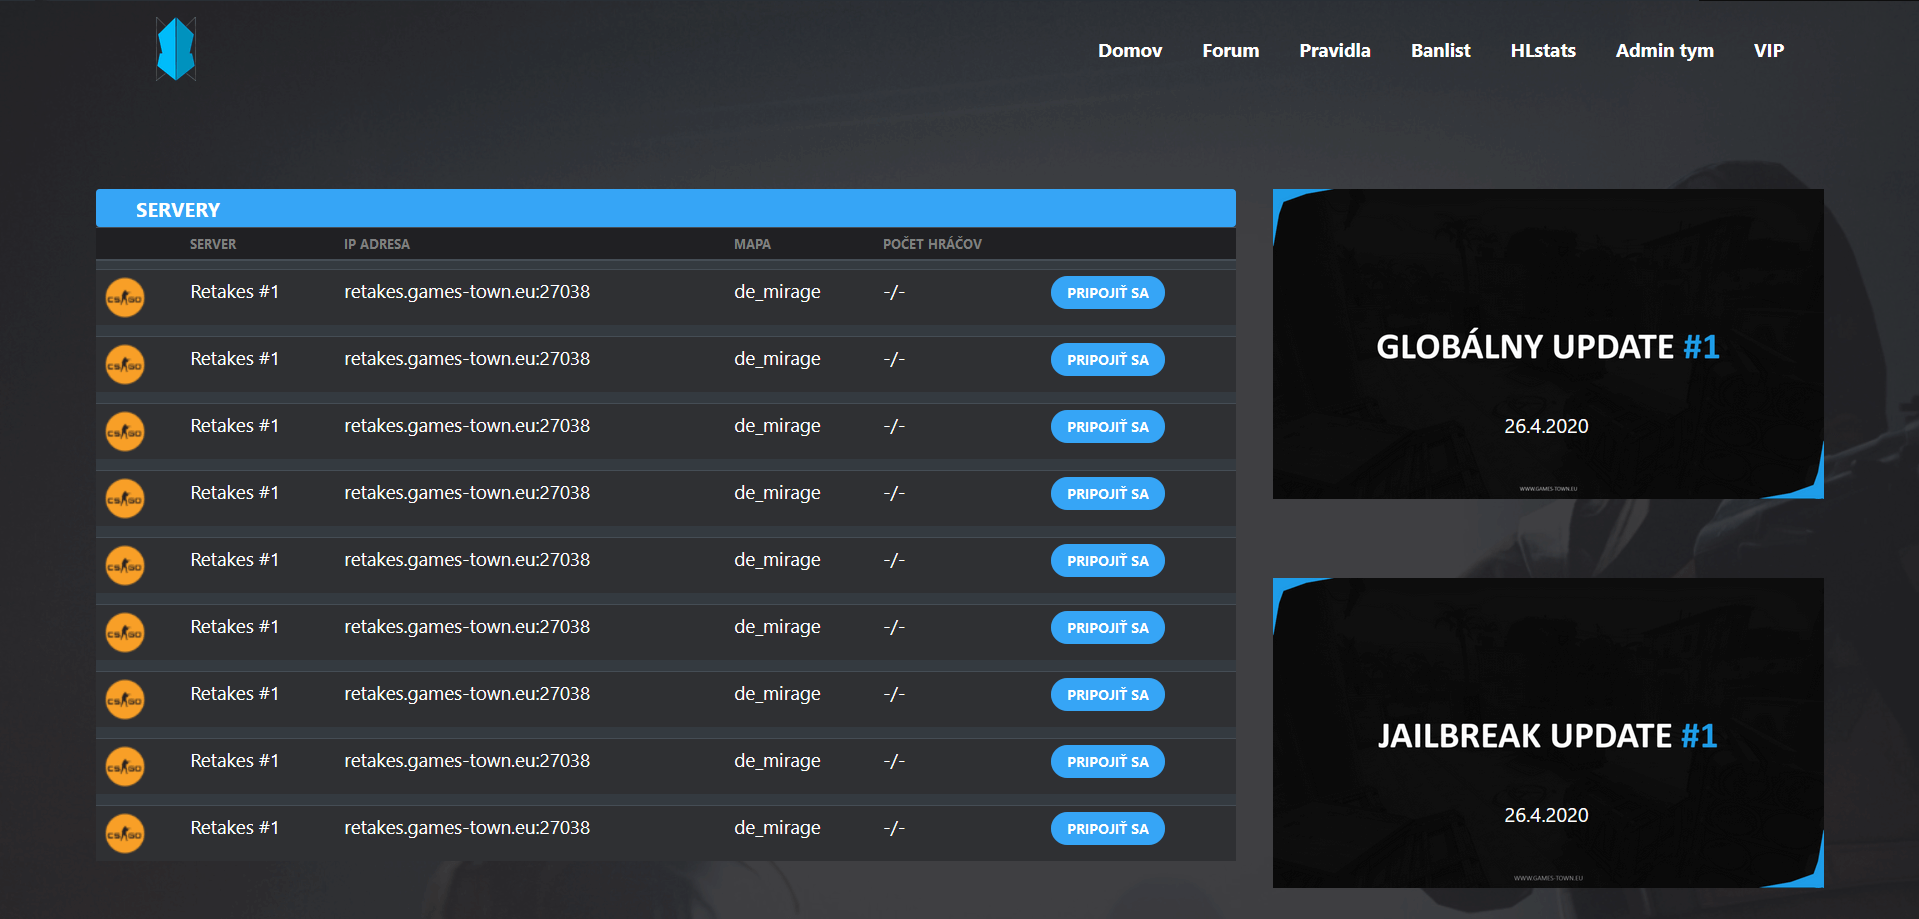 Domov Forum Pravidla Banlist HLstats Admin tym VIP
SERVERY
SERVER IP ADRESA MAPA POČET HRÁČOV
CS GO Retakes #1 retakes.games-town.eu:27038 de_mirage -/- PRIPOJIŤ SA
CS GO Retakes #1 retakes.games-town.eu:27038 de_mirage -/- PRIPOJIŤ SA
CS GO Retakes #1 retakes.games-town.eu:27038 de_mirage -/- PRIPOJIŤ SA
CS GO Retakes #1 retakes.games-town.eu:27038 de_mirage -/- PRIPOJIŤ SA
CS GO Retakes #1 retakes.games-town.eu:27038 de_mirage -/- PRIPOJIŤ SA
CS GO Retakes #1 retakes.games-town.eu:27038 de_mirage -/- PRIPOJIŤ SA
CS GO Retakes #1 retakes.games-town.eu:27038 de_mirage -/- PRIPOJIŤ SA
CS GO Retakes #1 retakes.games-town.eu:27038 de_mirage -/- PRIPOJIŤ SA
CS GO Retakes #1 retakes.games-town.eu:27038 de_mirage -/- PRIPOJIŤ SA
GLOBÁLNY UPDATE #1
26.4.2020
WWW.GAMES-TOWN.EU
JAILBREAK UPDATE #1
26.4.2020
WWW.GAMES-TOWN.EU